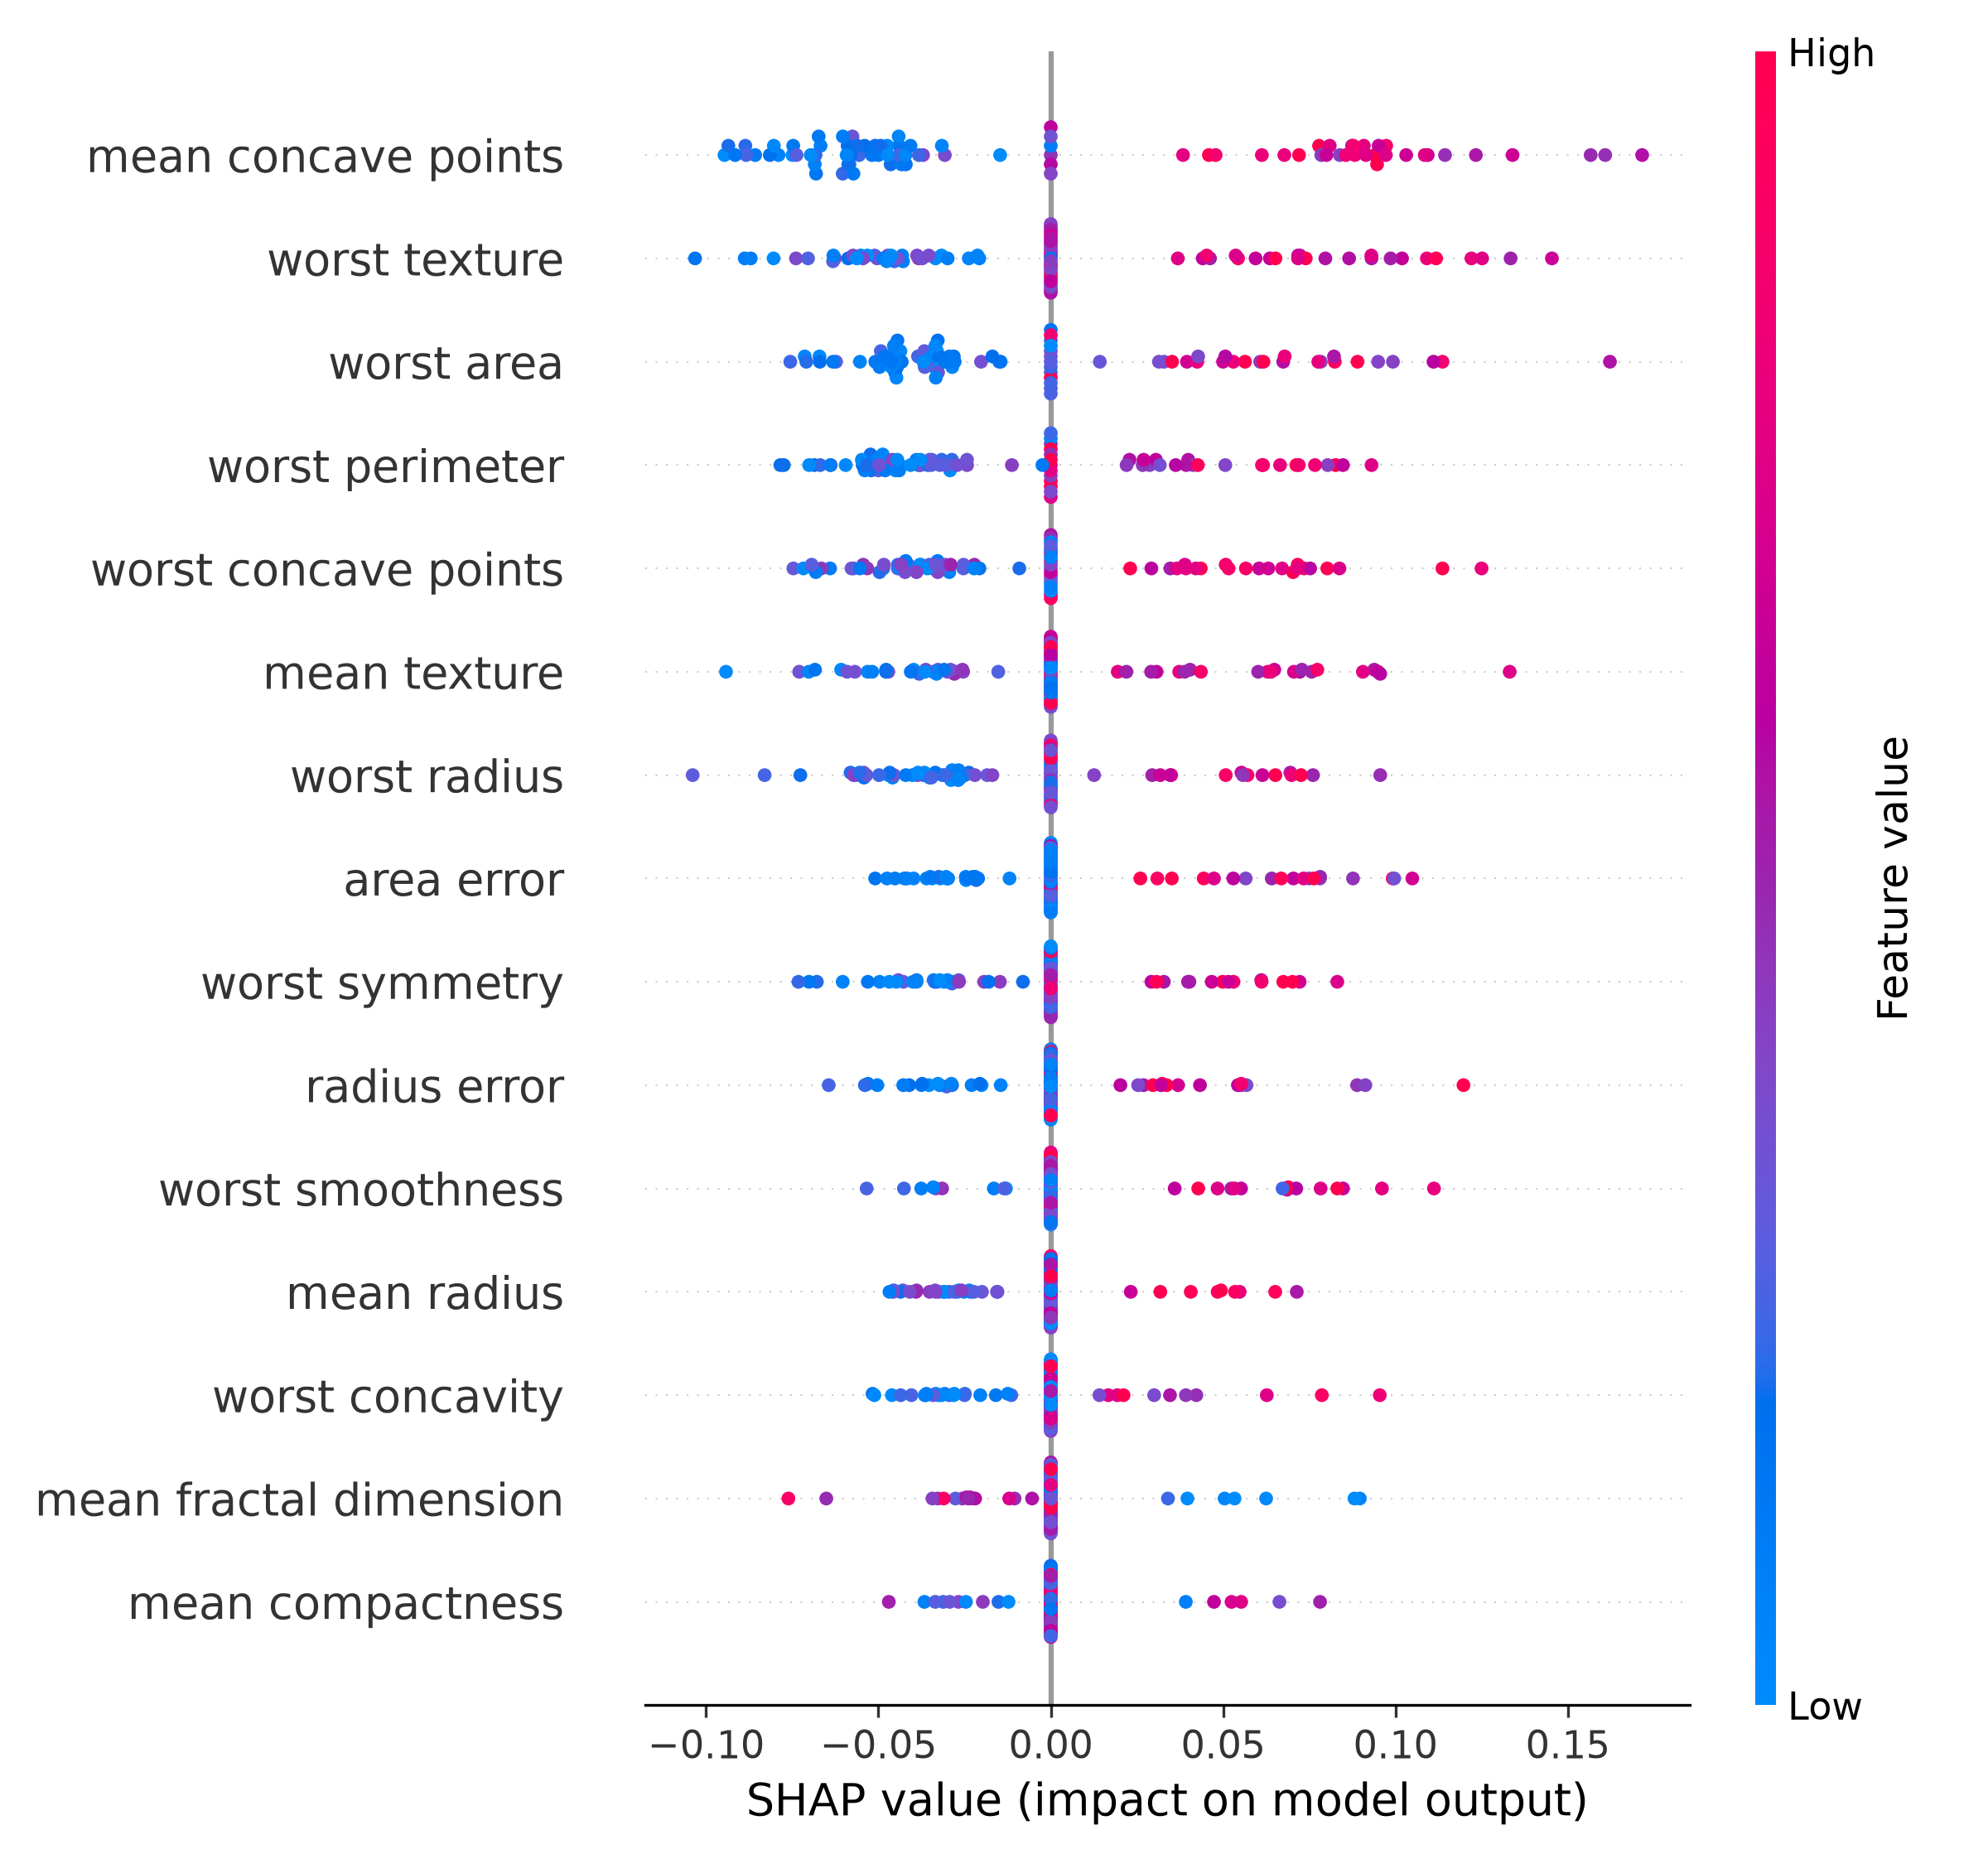 High
mean concave points
worst texture
worst area
worst perimeter
worst concave points
mean texture
worst radius
area error
worst symmetry
radius error
worst smoothness
mean radius
worst concavity
mean fractal dimension
mean compactness
Feature value
Low
−0.10 −0.05 0.00 0.05 0.10 0.15
SHAP value (impact on model output)